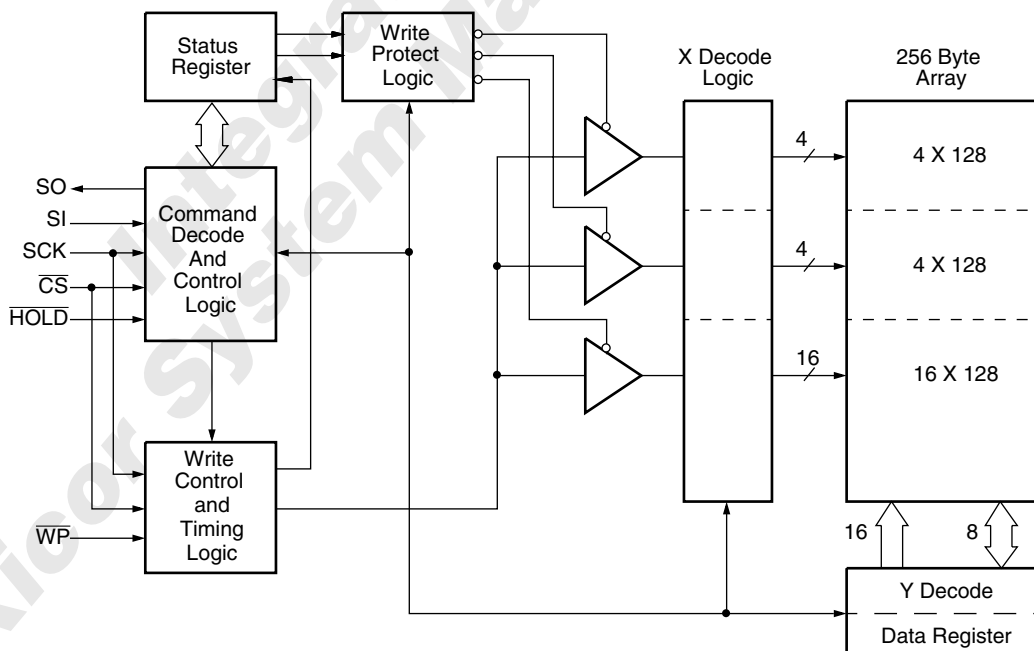 Status
Register
Write
Protect
Logic
X Decode
Logic
256 Byte
Array
4
4 X 128
SO
SI
SCK
CS
HOLD
Command
Decode
And
Control
Logic
4
4 X 128
16
16 X 128
WP
Write
Control
and
Timing
Logic
16
8
Y Decode
Data Register